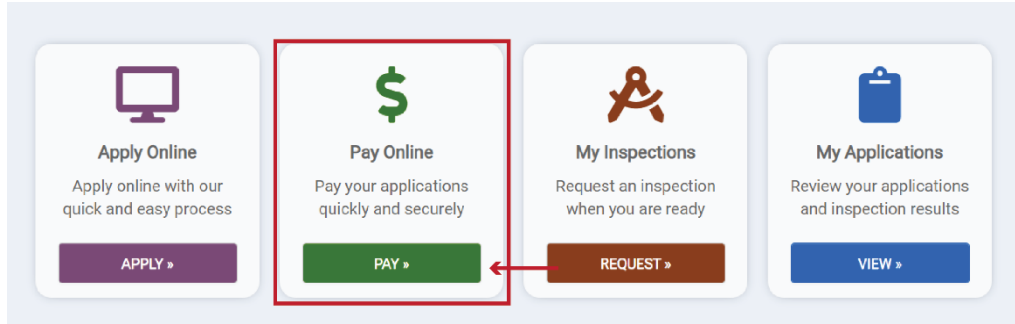 Apply Online
Apply online with our
quick and easy process
APPLY »
Pay Online
Pay your applications
quickly and securely
PAY »
My Inspections
Request an inspection
when you are ready
REQUEST »
My Applications
Review your applications
and inspection results
VIEW »